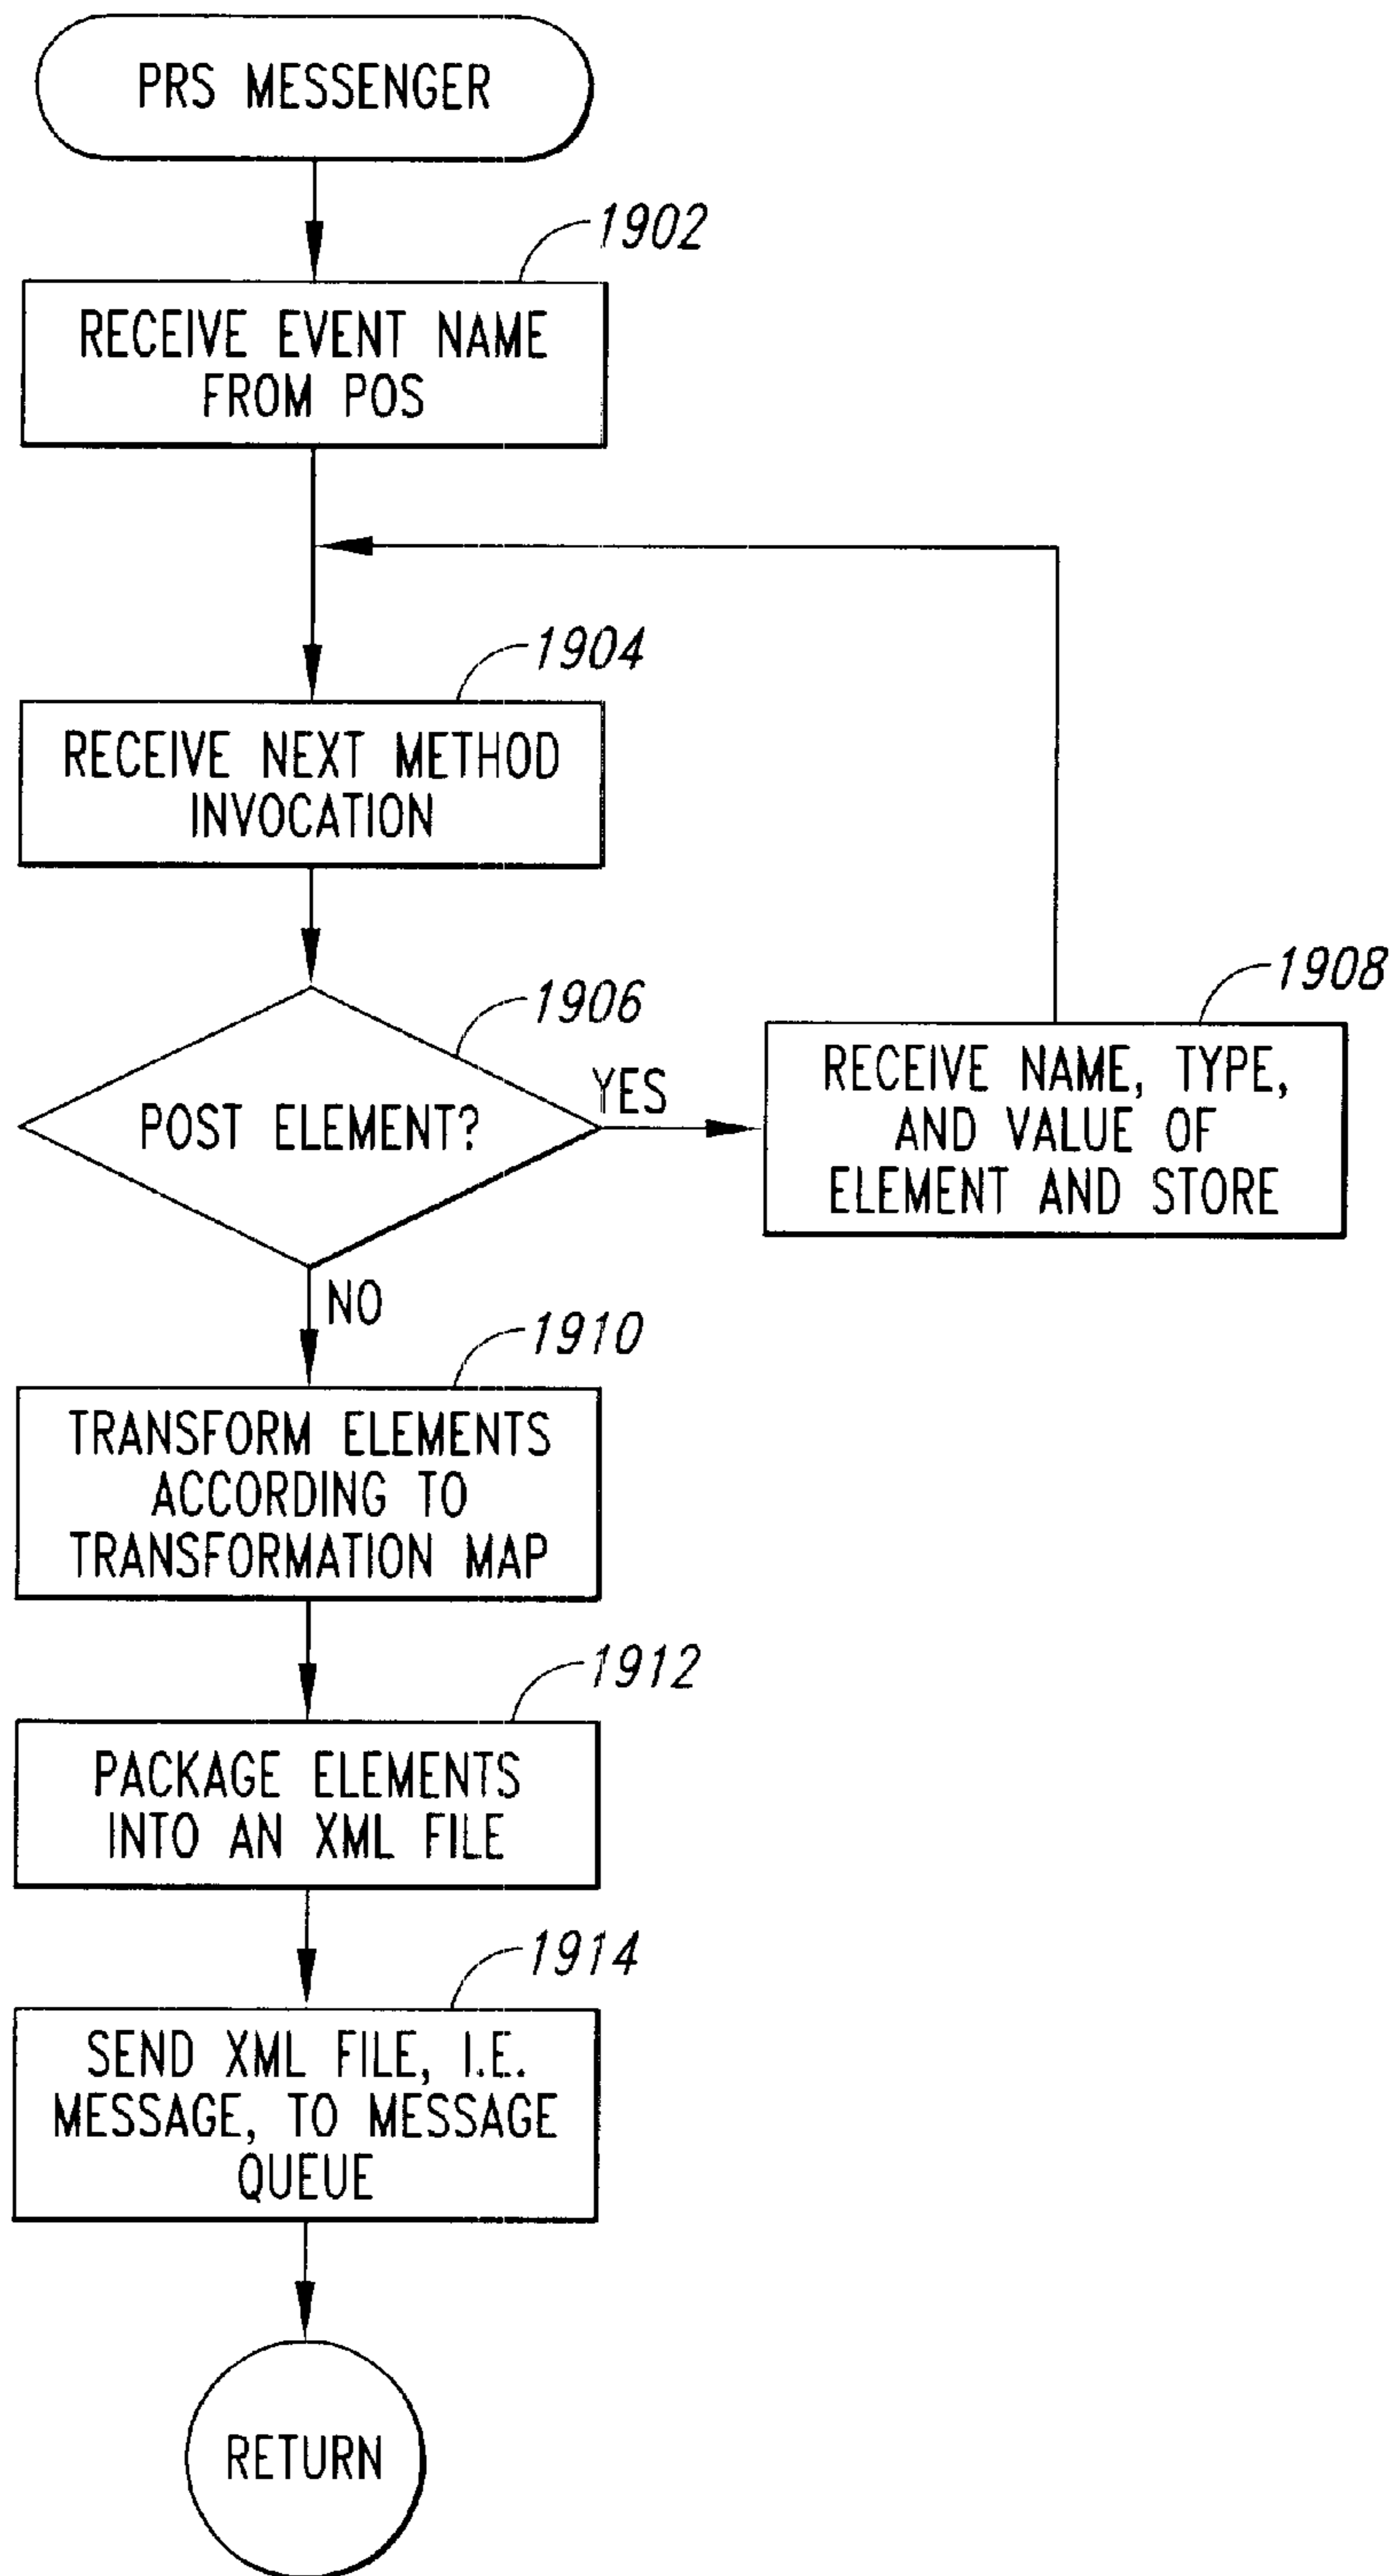 PRS MESSENGER
1902
RECEIVE EVENT NAME
FROM POS
1904
RECEIVE NEXT METHOD
INVOCATION
1906
POST ELEMENT?
YES
1908
RECEIVE NAME, TYPE,
AND VALUE OF
ELEMENT AND STORE
NO
1910
TRANSFORM ELEMENTS
ACCORDING TO
TRANSFORMATION MAP
1912
PACKAGE ELEMENTS
INTO AN XML FILE
1914
SEND XML FILE, I.E.
MESSAGE, TO MESSAGE
QUEUE
RETURN